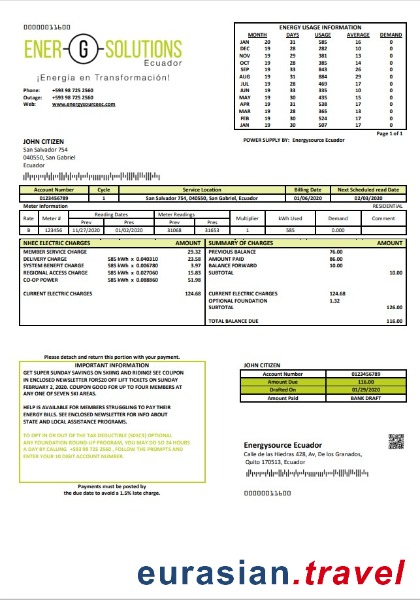 00000011600
ENER G SOLUTIONS
Ecuador
¡Energía en Transformación!
Phone: +593 98 725 2560
Outage: +593 98 725 2560
Web: www.energysourceec.com
ENERGY USAGE INFORMATION
MONTH DAYS USAGE AVERAGE DEMAND
JAN 20 31 585 16 0
DEC 19 28 282 10 0
NOV 19 29 381 13 0
OCT 19 28 385 14 0
SEP 19 33 843 26 0
AUG 19 31 884 29 0
JUL 19 28 469 17 0
JUN 19 33 335 10 0
MAY 19 30 435 15 0
APR 19 31 528 17 0
MAR 19 28 365 13 0
FEB 19 30 524 17 0
JAN 19 30 507 17 0
Page 1 of 1
POWER SUPPLY BY: Energysource Ecuador
JOHN CITIZEN
San Salvador 754
040550, San Gabriel
Ecuador
Account Number Cycle Service Location Billing Date Next Scheduled read Date
0123456789 1 San Salvador 754, 040550, San Gabriel, Ecuador 01/06/2020 02/03/2020
Meter information RESIDENTIAL
Rate Meter # Reading Dates Meter Readings Multiplier kWh Used Demand Comment
Prev Pres Prev Pres
B 123456 11/27/2020 01/02/2020 31068 31653 1 585 0.000
NHEC ELECTRIC CHARGES AMOUNT
MEMBER SERVICE CHARGE 29.32
DELIVERY CHARGE 585 kWh x 0.040310 23.58
SYSTEM BENEFIT CHARGE 585 kWh x 0.006780 3.97
REGIONAL ACCESS CHARGE 585 kWh x 0.027060 15.83
CO-OP POWER 585 kWh x 0.088860 51.98
CURRENT ELECTRIC CHARGES 124.68
SUMMARY OF CHARGES AMOUNT
PREVIOUS BALANCE 76.00
AMOUNT PAID 86.00
BALANCE FORWARD 10.00
SUBTOTAL 10.00
CURRENT ELECTRIC CHARGES 124.68
OPTIONAL FOUNDATION 1.32
SUBTOTAL 126.00
TOTAL BALANCE DUE 116.00
Please detach and return this portion with your payment.
IMPORTANT INFORMATION
GET SUPER SUNDAY SAVINGS ON SKIING AND RIDING! SEE COUPON
IN ENCLOSED NEWSLETTER FOR$20 OFF LIFT TICKETS ON SUNDAY
FEBRUARY 2, 2020. COUPON GOOD FOR UP TO FOUR MEMBERS AT
ANY ONE OF SEVEN SKI AREAS.
HELP IS AVAILABLE FOR MEMBERS STRUGGLING TO PAY THEIR
ENERGY BILLS. SEE ENCLOSED NEWSLETTER FOR INFO ABOUT
STATE AND LOCAL ASSISTANCE PROGRAMS.
TO OPT IN OR OUT OF THE TAX DEDUCTIBLE (501C3) OPTIONAL
ANY FOUNDATION ROUND-UP PROGRAM, YOU MAY DO SO 24 HOURS
A DAY BY CALLING +593 98 725 2560, FOLLOW THE PROMPTS AND
ENTER YOUR 10 DIGIT ACCOUNT NUMBER.
Payments must be posted by
the due date to avoid a 1.5% late charge.
JOHN CITIZEN
Account Number 0123456789
Amount Due 116.00
Drafted On 01/29/2020
Amount Paid BANK DRAFT
Energysource Ecuador
Calle de las Hiedras 428, Av, De los Granados,
Quito 170513, Ecuador
00000011600
eurasian.travel